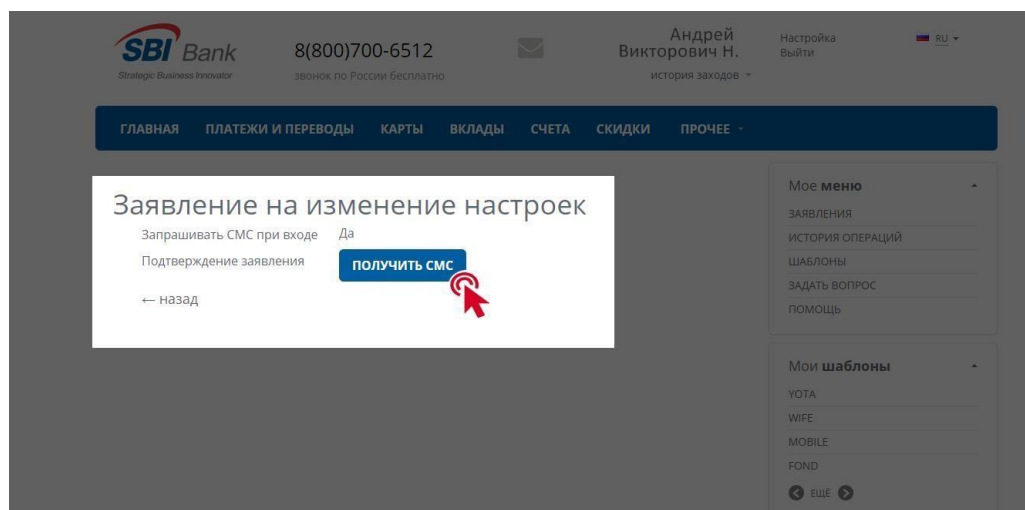 SBI Bank
Strategic Business Innovator
8(800)700-6512
звонок по России бесплатно
Андрей
Викторович Н.
история заходов
Настройка
Выйти
RU
ГЛАВНАЯ ПЛАТЕЖИ И ПЕРЕВОДЫ КАРТЫ ВКЛАДЫ СЧЕТА СКИДКИ ПРОЧЕЕ
Заявление на изменение настроек
Запрашивать СМС при входе Да
Подтверждение заявления ПОЛУЧИТЬ СМС
← назад
Мое меню
ЗАЯВЛЕНИЯ
ИСТОРИЯ ОПЕРАЦИЙ
ШАБЛОНЫ
ЗАДАТЬ ВОПРОС
ПОМОЩЬ
Мои шаблоны
YOTA
WIFE
MOBILE
FOND
ЕЩЁ